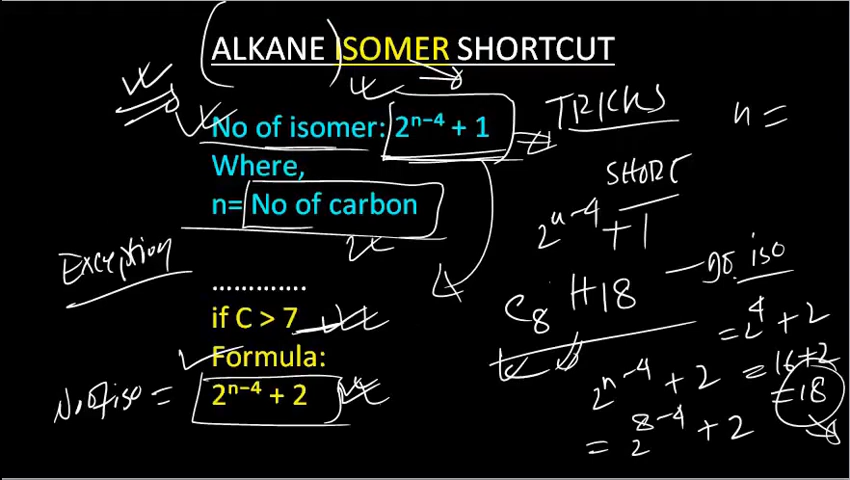 ALKANE ISOMER SHORTCUT
No of isomer: 2ⁿ⁻⁴ + 1
Where,
n= No of carbon
.............
if C > 7
Formula:
2ⁿ⁻⁴ + 2
Exception
No of iso =
TRICKS
n =
SHORT
2ⁿ⁻⁴ + 1
C₈ H18 — no. iso
2ⁿ⁻⁴ + 2
= 2⁸⁻⁴ + 2
= 2⁴ + 2
= 16+2
= 18